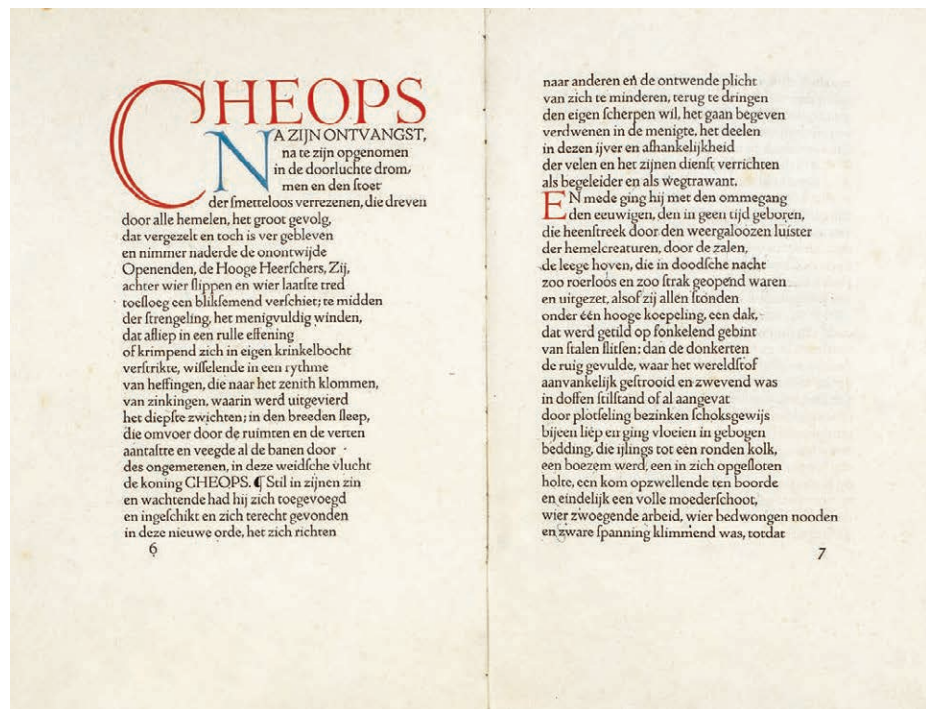 CHEOPS
NA ZIJN ONTVANGST,
na te zijn opgenomen
in de doorluchte drom,
men en den ſtoet
der ſmetteloos verrezenen, die dreven
door alle hemelen, het groot gevolg,
dat vergezelt en toch is ver gebleven
en nimmer naderde de onontwijde
Openenden, de Hooge Heerſchers, Zij,
achter wier ſlippen en wier laatſte tred
toeſloeg een blikſemend verſchiet; te midden
der ſtrengeling, het menigvuldig winden,
dat afliep in een rulle effening
of krimpend zich in eigen krinkelbocht
verſtrikte, wiſſelende in een rythme
van heffingen, die naar het zenith klommen,
van zinkingen, waarin werd uitgevierd
het diepſte zwichten; in den breeden ſleep,
die omvoer door de ruimten en de verten
aantaſtte en veegde al de banen door
des ongemetenen, in deze weidſche vlucht
de koning CHEOPS. ¶ Stil in zijnen zin
en wachtende had hij zich toegevoegd
en ingeſchikt en zich terecht gevonden
in deze nieuwe orde, het zich richten
6
naar anderen en de ontwende plicht
van zich te minderen, terug te dringen
den eigen ſcherpen wil, het gaan begeven
verdwenen in de menigte, het deelen
in dezen ijver en afhankelijkheid
der velen en het zijnen dienſt verrichten
als begeleider en als wegtrawant.
EN mede ging hij met den ommegang
den eeuwigen, den in geen tijd geboren,
die heenſtreek door den weergaloozen luister
der hemelcreaturen, door de zalen,
de leege hoven, die in doodſche nacht
zoo roerloos en zoo ſtrak geopend waren
en uitgezet, alsof zij allen ſtonden
onder één hooge koepeling, een dak,
dat werd getild op fonkelend gebint
van ſtalen flitſen: dan de donkerten
de ruig gevulde, waar het wereldſtof
aanvankelijk geſtrooid en zwevend was
in doffen ſtilſtand of al aangevat
door plotſeling bezinken ſchoksgewijs
bijeen liep en ging vloeien in gebogen
bedding, die ijlings tot een ronden kolk,
een boezem werd, een in zich opgeſloten
holte, een kom opzwellende ten boorde
en eindelijk een volle moederſchoot,
wier zwoegende arbeid, wier bedwongen nooden
en zware ſpanning klimmend was, totdat
7